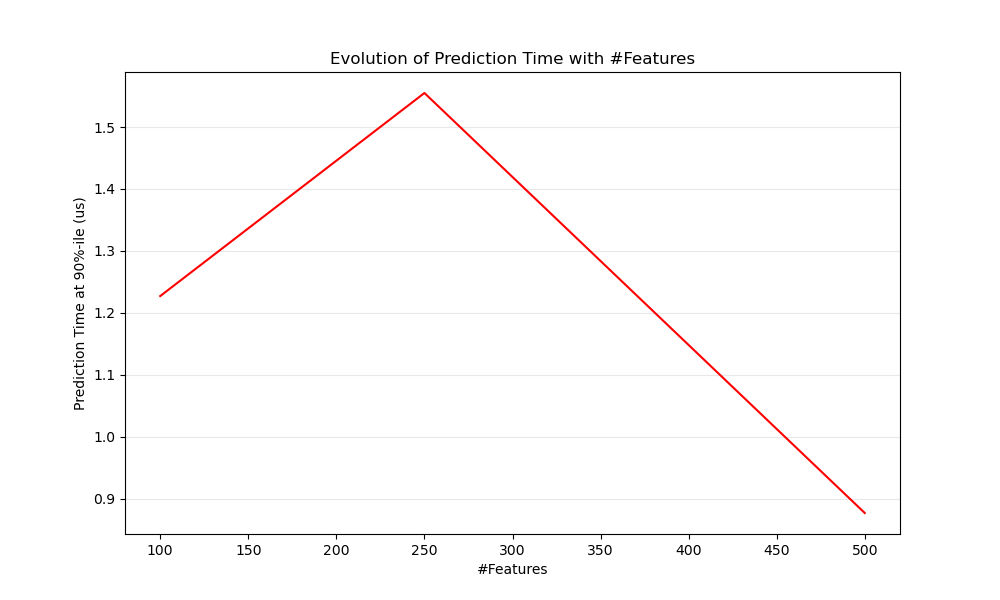 Evolution of Prediction Time with #Features
Prediction Time at 90%-ile (us)
1.5
1.4
1.3
1.2
1.1
1.0
0.9
100 150 200 250 300 350 400 450 500
#Features